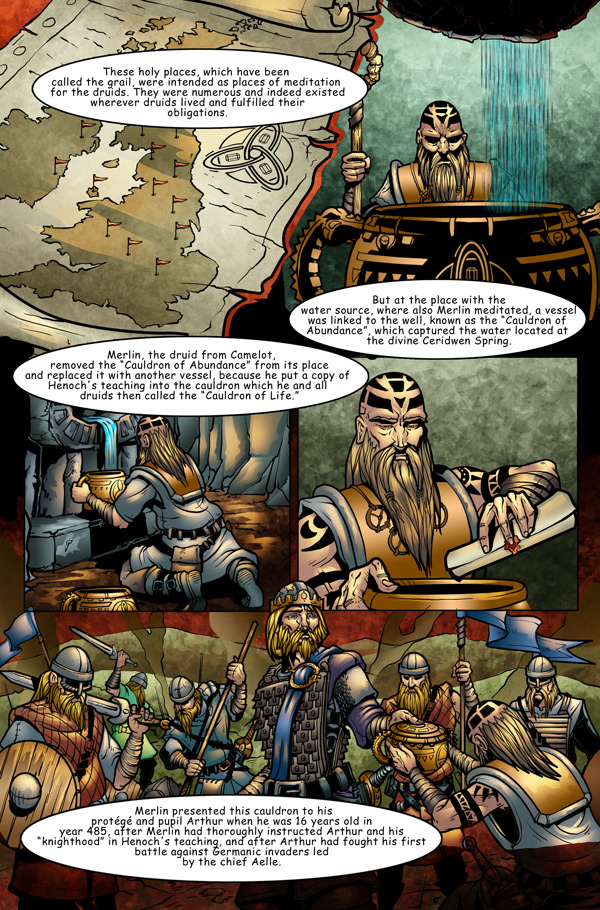 These holy places, which have been
called the grail, were intended as places of meditation
for the druids. They were numerous and indeed existed
wherever druids lived and fulfilled their
obligations.
But at the place with the
water source, where also Merlin meditated, a vessel
was linked to the well, known as the “Cauldron of
Abundance”, which captured the water located at
the divine Ceridwen Spring.
Merlin, the druid from Camelot,
removed the “Cauldron of Abundance” from its place
and replaced it with another vessel, because he put a copy of
Henoch's teaching into the cauldron which he and all
druids then called the “Cauldron of Life.”
Merlin presented this cauldron to his
protégé and pupil Arthur when he was 16 years old in
year 485, after Merlin had thoroughly instructed Arthur and his
“knighthood” in Henoch's teaching, and after Arthur had fought his first
battle against Germanic invaders led
by the chief Aelle.